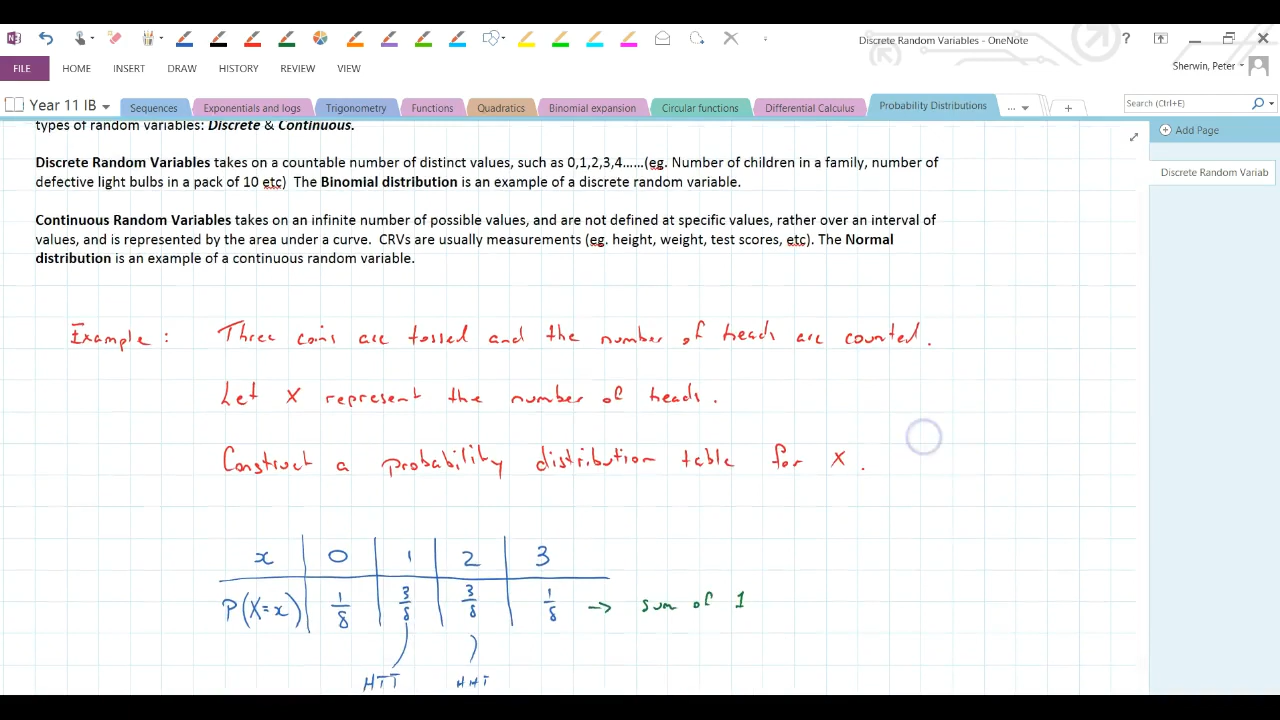 Discrete Random Variables - OneNote
?
FILE HOME INSERT DRAW HISTORY REVIEW VIEW
Sherwin, Peter
Year 11 IB
Sequences Exponentials and logs Trigonometry Functions Quadratics Binomial expansion Circular functions Differential Calculus Probability Distributions ... +
Search (Ctrl+E)
Add Page
Discrete Random Variab
types of random variables: Discrete & Continuous.
Discrete Random Variables takes on a countable number of distinct values, such as 0,1,2,3,4......(eg. Number of children in a family, number of
defective light bulbs in a pack of 10 etc) The Binomial distribution is an example of a discrete random variable.
Continuous Random Variables takes on an infinite number of possible values, and are not defined at specific values, rather over an interval of
values, and is represented by the area under a curve. CRVs are usually measurements (eg. height, weight, test scores, etc). The Normal
distribution is an example of a continuous random variable.
Example : Three coins are tossed and the number of heads are counted.
Let X represent the number of heads.
Construct a probability distribution table for X.
x 0 1 2 3
P(X=x) 1/8 3/8 3/8 1/8 → sum of 1
HTT HHT